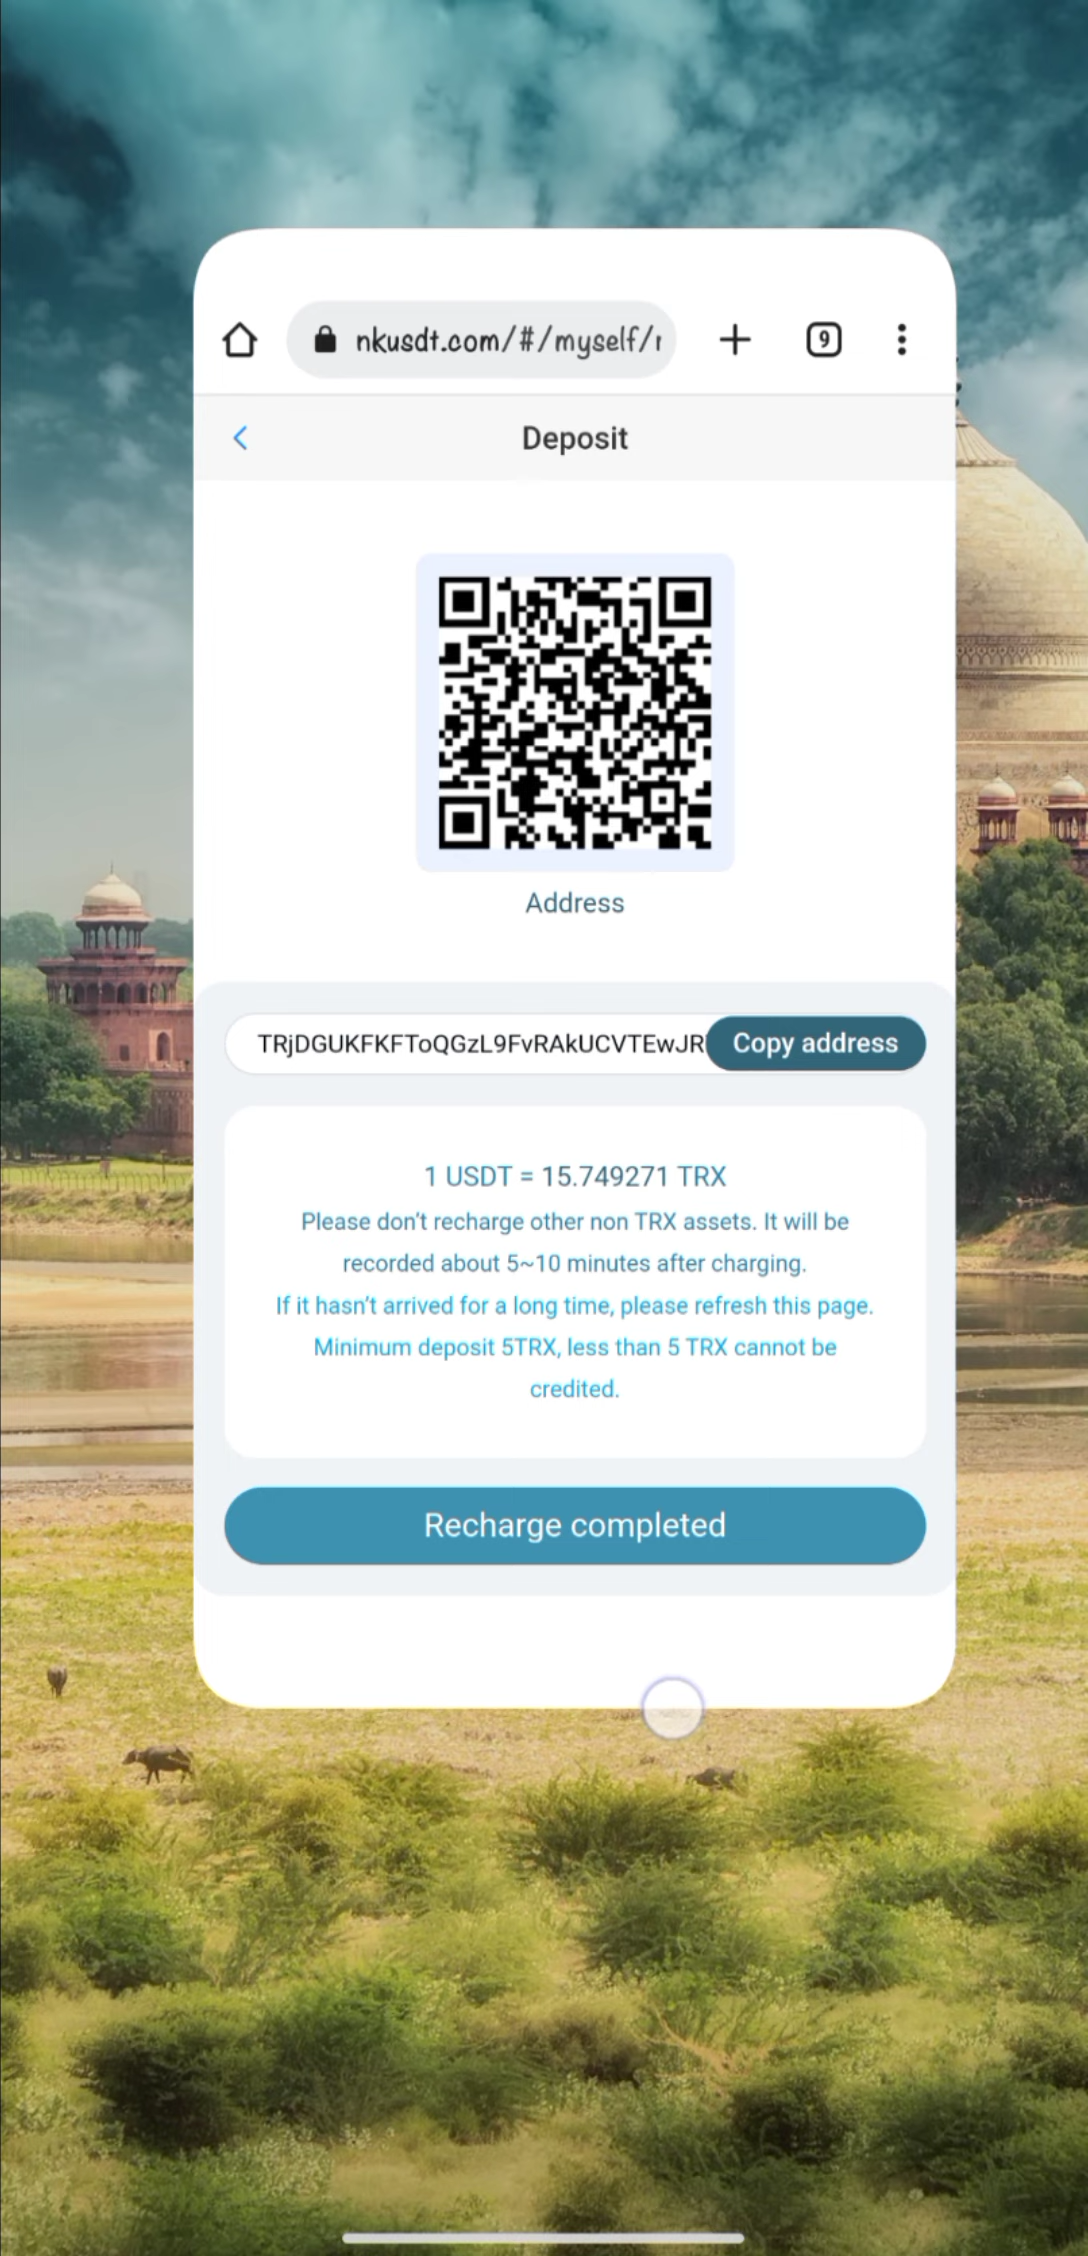 nkusdt.com/#/myself/r
9
Deposit
Address
TRjDGUKFKFToQGzL9FvRAkUCVTEwJR
Copy address
1 USDT = 15.749271 TRX
Please don't recharge other non TRX assets. It will be
recorded about 5~10 minutes after charging.
If it hasn't arrived for a long time, please refresh this page.
Minimum deposit 5TRX, less than 5 TRX cannot be
credited.
Recharge completed